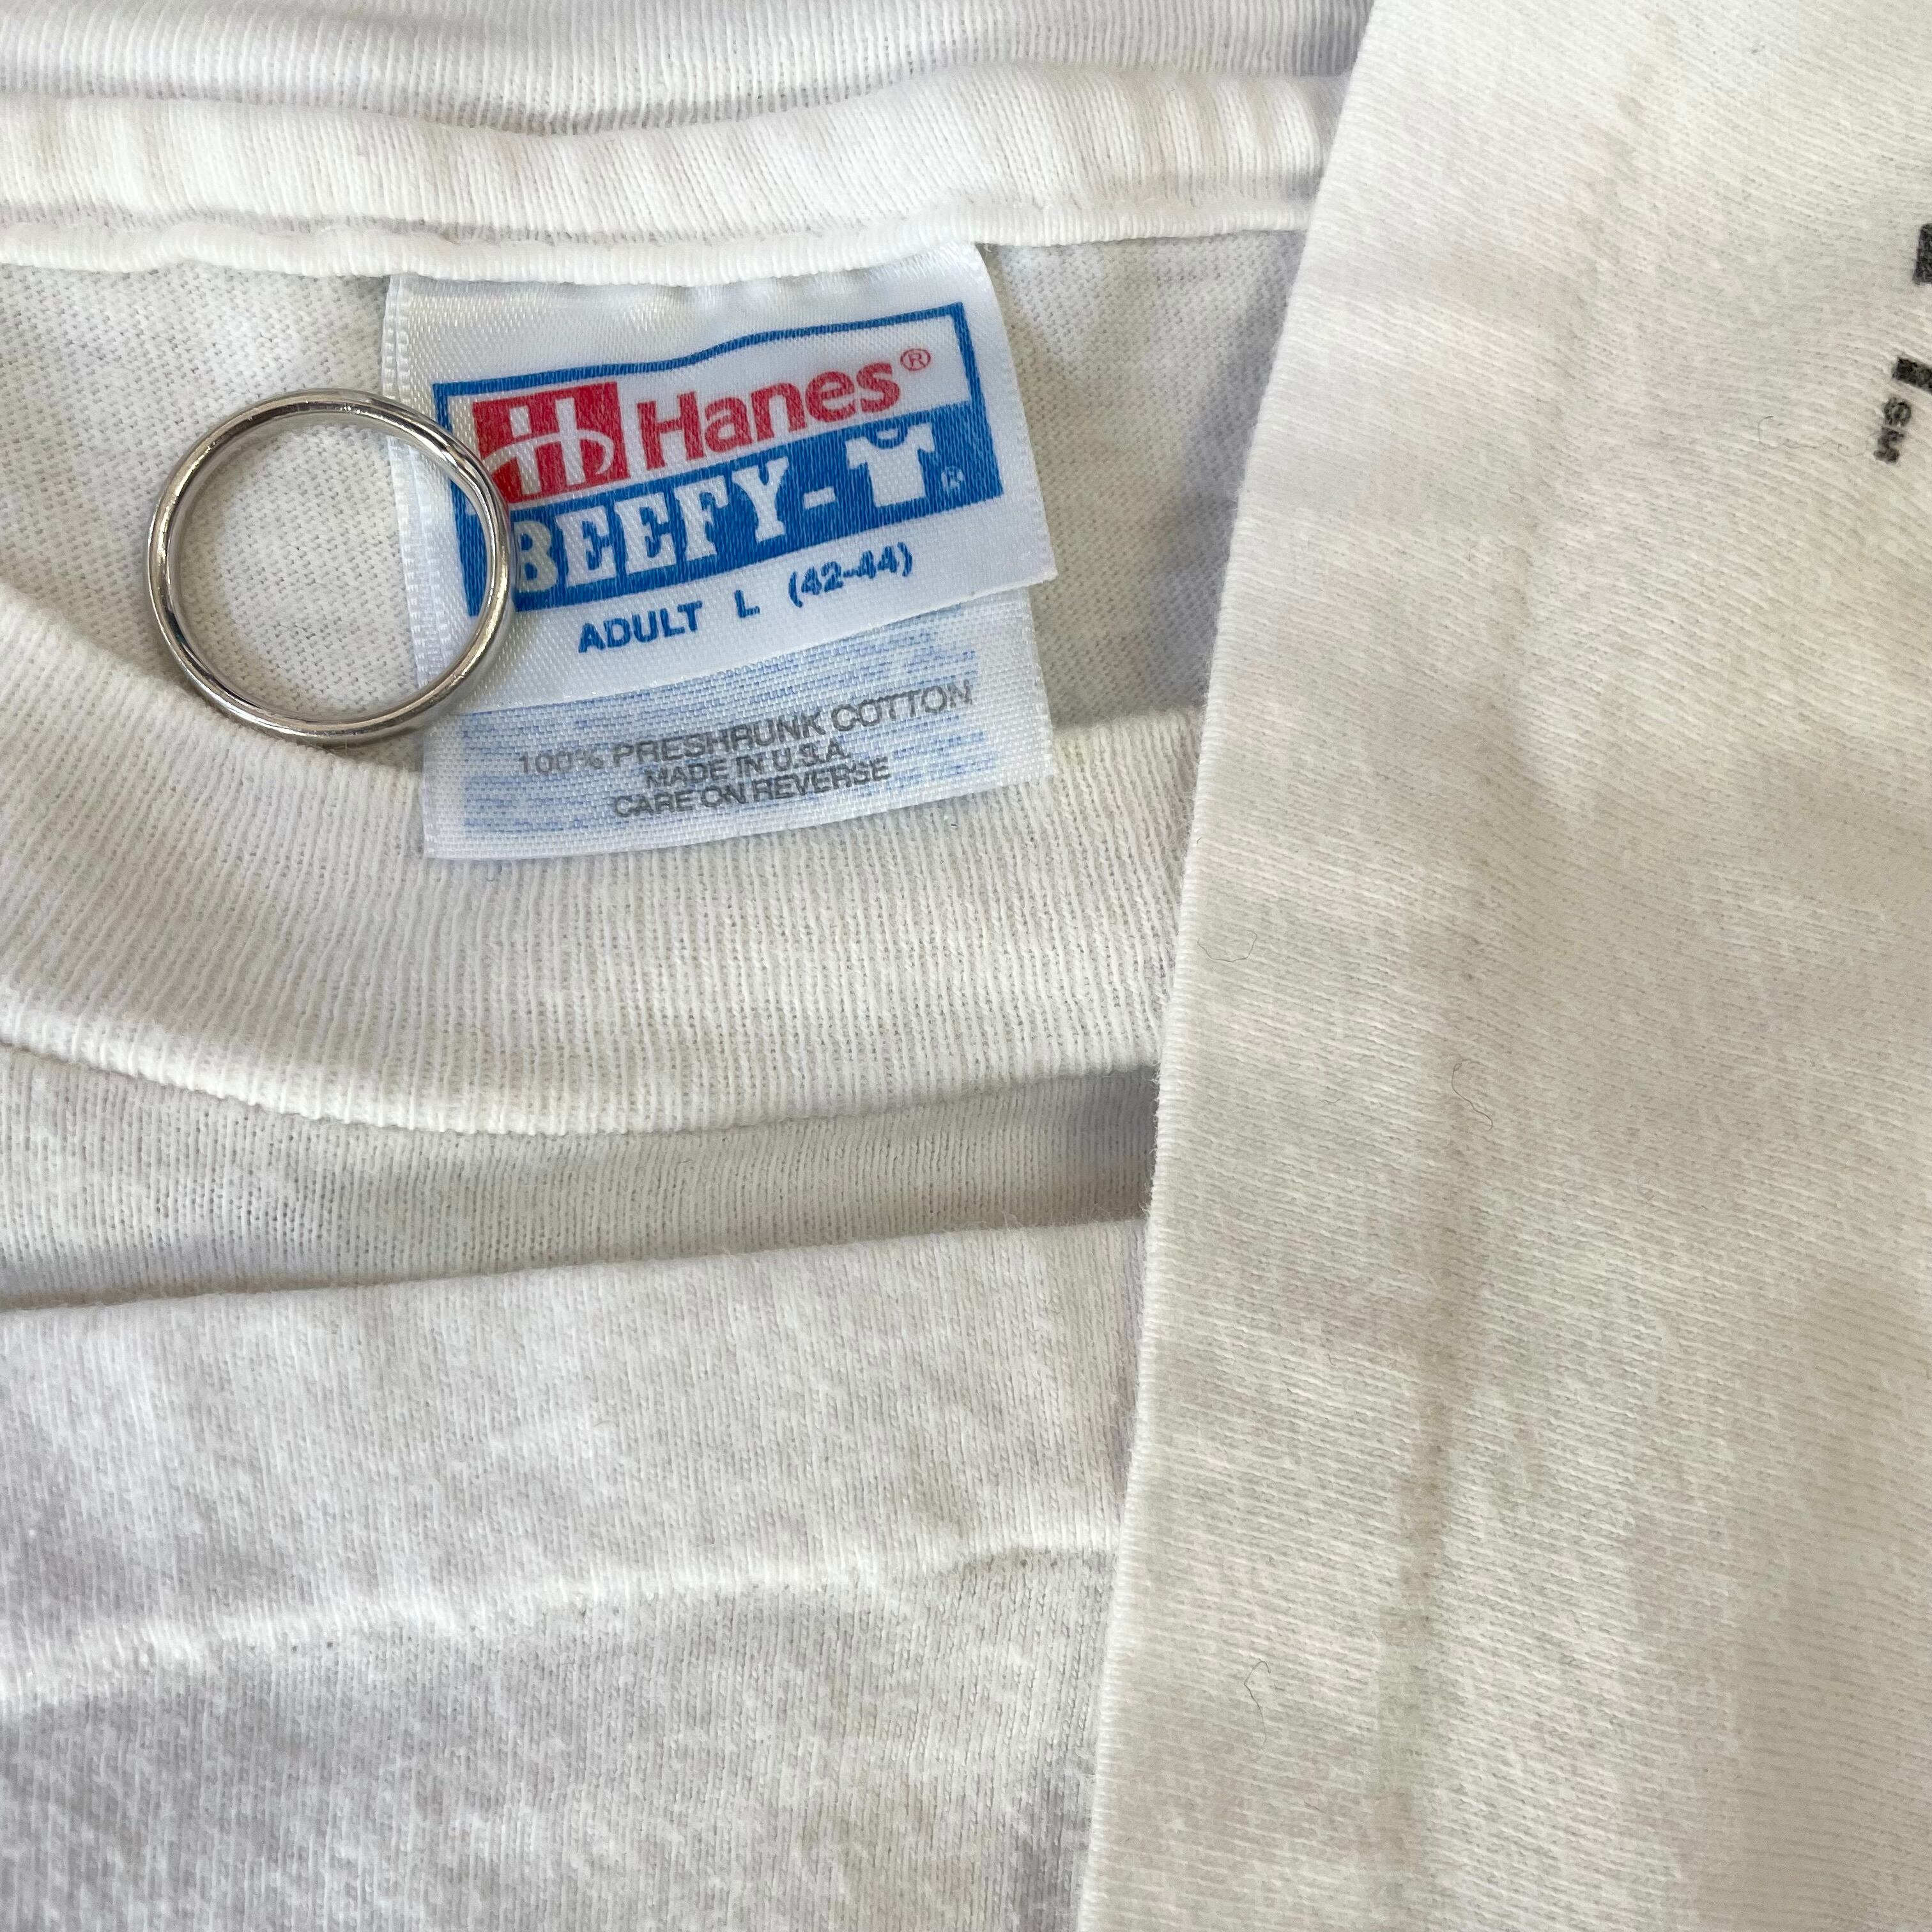 Hanes®
BEEFY-T®
ADULT L (42-44)
100% PRESHRUNK COTTON
MADE IN U.S.A.
CARE ON REVERSE